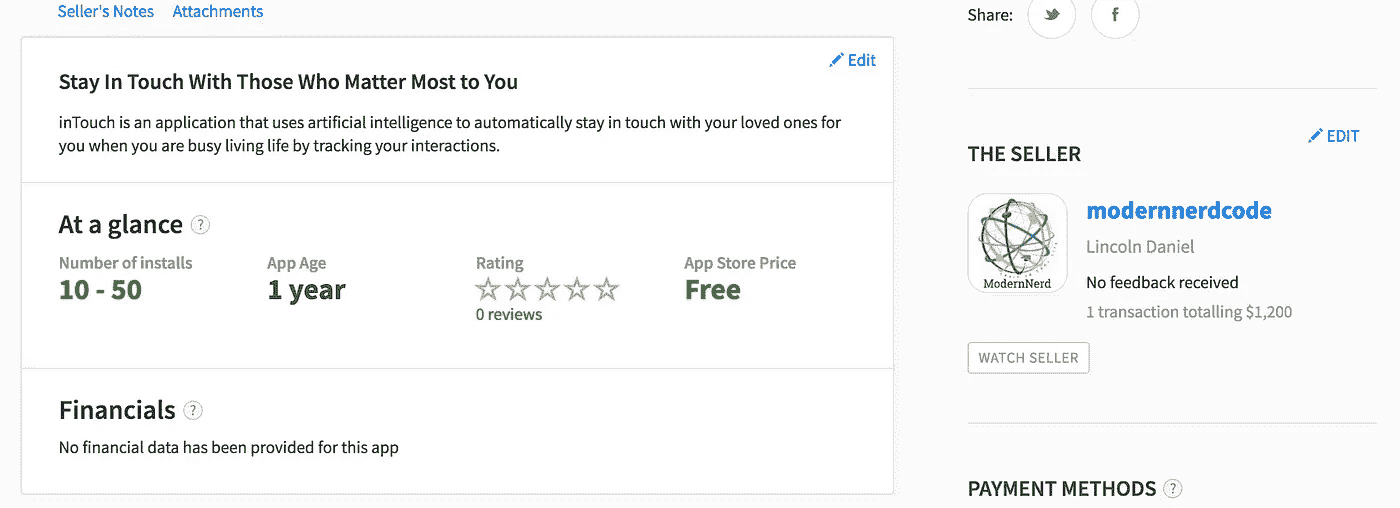 Seller's Notes Attachments
Share:
Edit
Stay In Touch With Those Who Matter Most to You
inTouch is an application that uses artificial intelligence to automatically stay in touch with your loved ones for
you when you are busy living life by tracking your interactions.
At a glance ?
Number of installs
10 - 50
App Age
1 year
Rating
0 reviews
App Store Price
Free
Financials ?
No financial data has been provided for this app
EDIT
THE SELLER
ModernNerd
modernnerdcode
Lincoln Daniel
No feedback received
1 transaction totalling $1,200
WATCH SELLER
PAYMENT METHODS ?